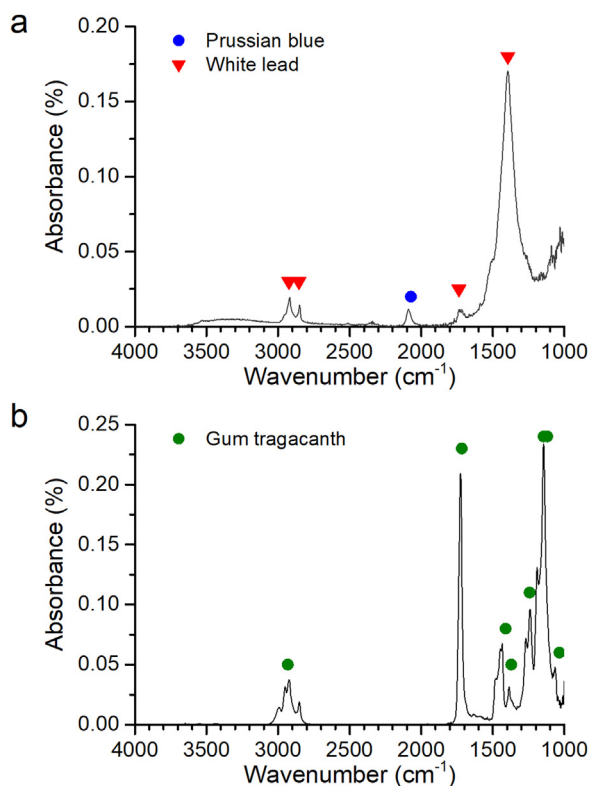 a
Prussian blue
White lead
Absorbance (%)
0.20
0.15
0.10
0.05
0.00
4000 3500 3000 2500 2000 1500 1000
Wavenumber (cm⁻¹)
b
Gum tragacanth
Absorbance (%)
0.25
0.20
0.15
0.10
0.05
0.00
4000 3500 3000 2500 2000 1500 1000
Wavenumber (cm⁻¹)